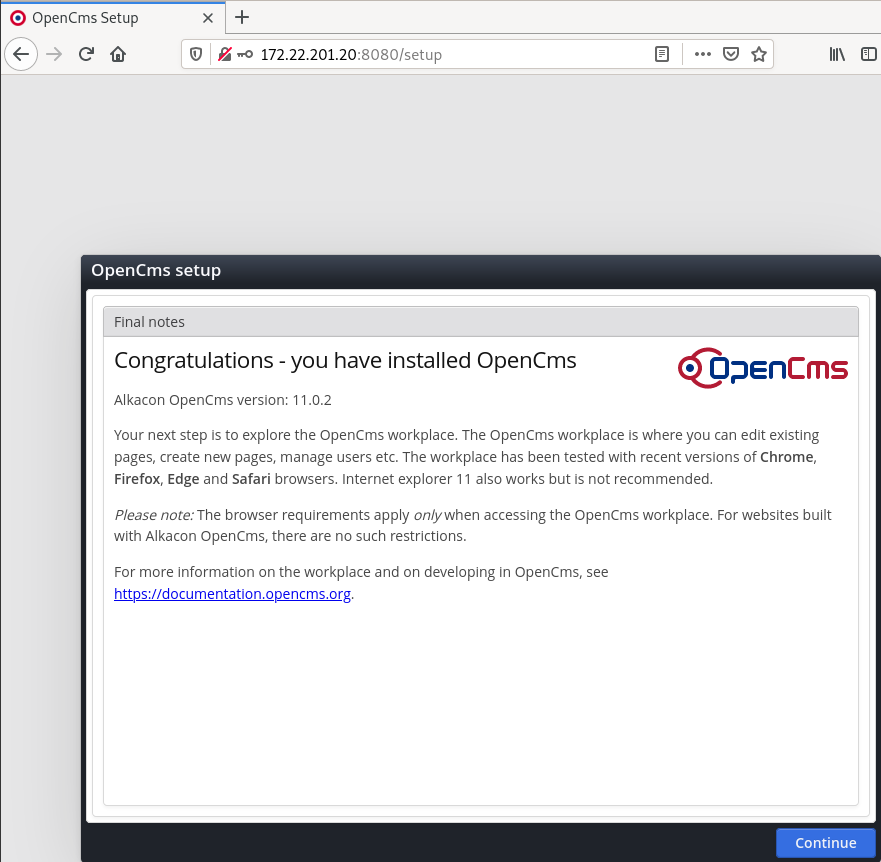 OpenCms Setup
172.22.201.20:8080/setup
OpenCms setup
Final notes
Congratulations - you have installed OpenCms
OpenCms
Alkacon OpenCms version: 11.0.2
Your next step is to explore the OpenCms workplace. The OpenCms workplace is where you can edit existing
pages, create new pages, manage users etc. The workplace has been tested with recent versions of Chrome,
Firefox, Edge and Safari browsers. Internet explorer 11 also works but is not recommended.
Please note: The browser requirements apply only when accessing the OpenCms workplace. For websites built
with Alkacon OpenCms, there are no such restrictions.
For more information on the workplace and on developing in OpenCms, see
https://documentation.opencms.org.
Continue